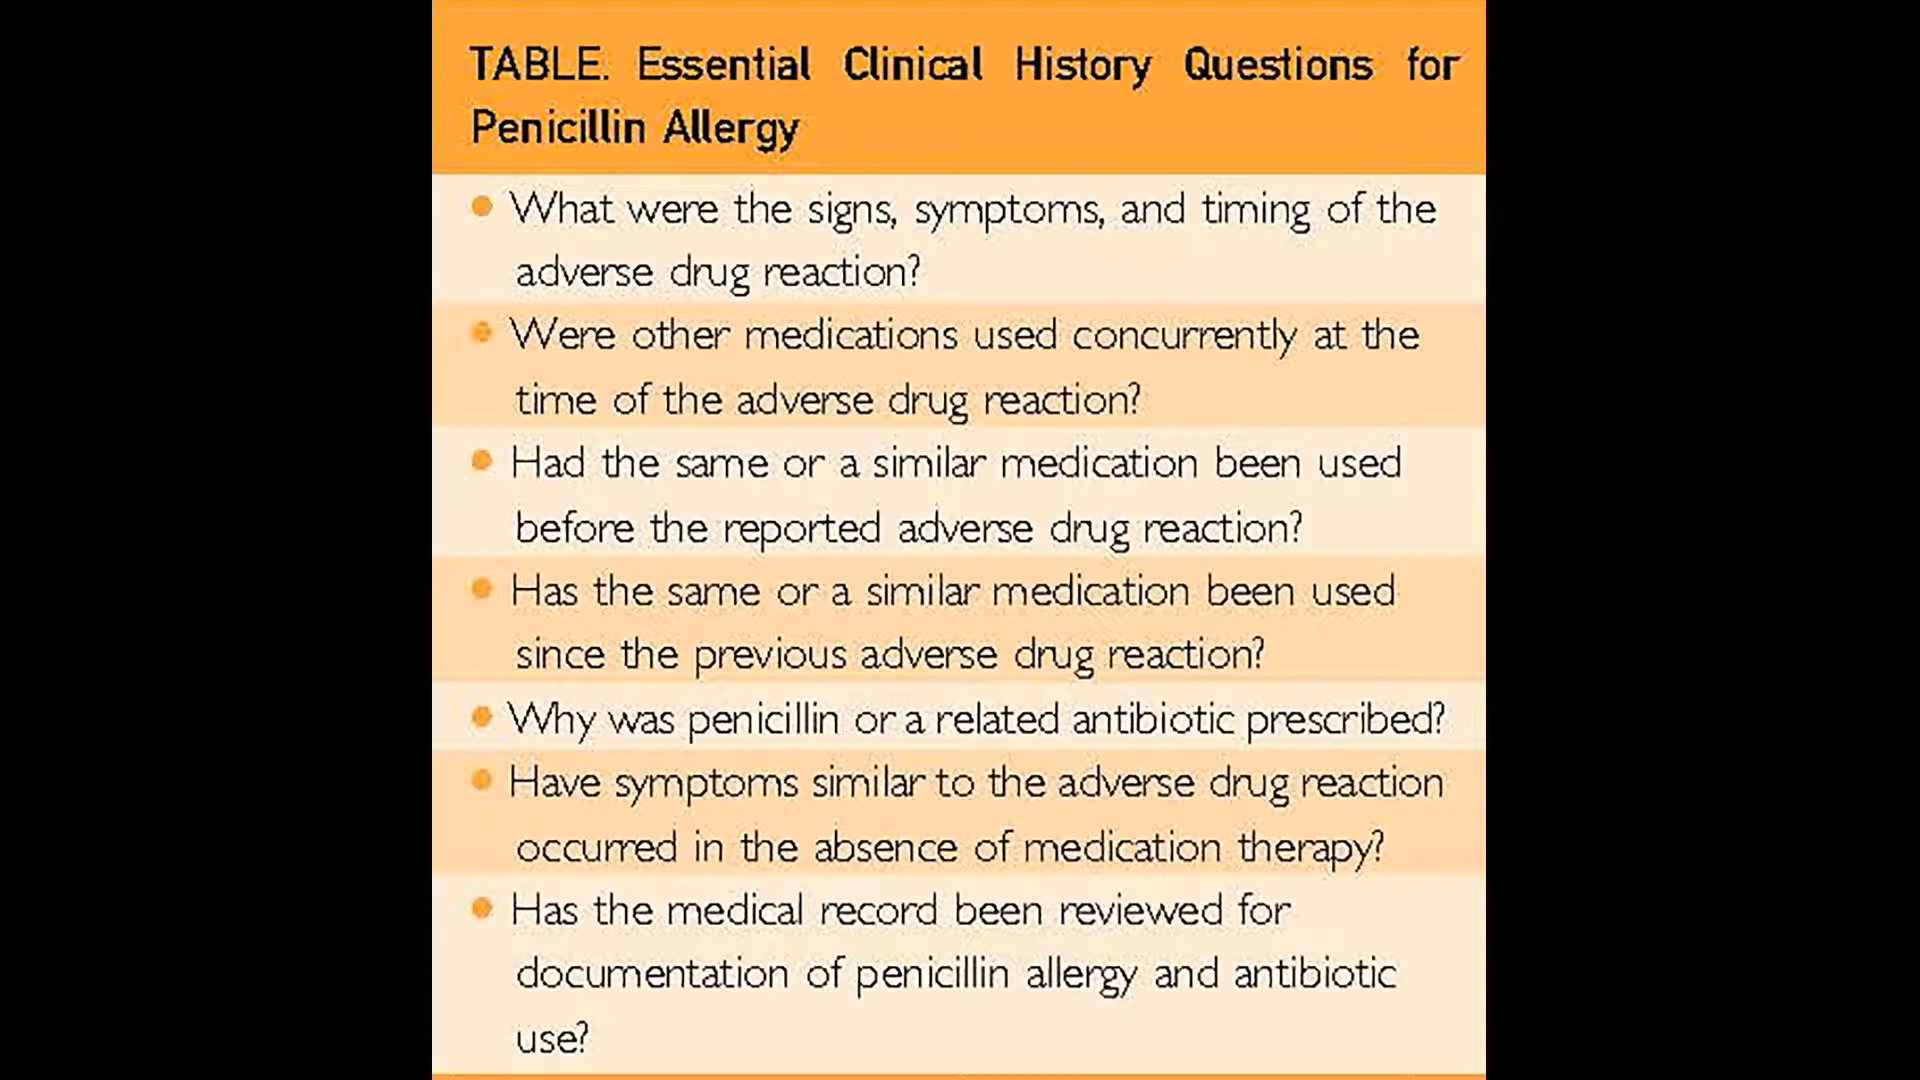 TABLE. Essential Clinical History Questions for
Penicillin Allergy
• What were the signs, symptoms, and timing of the
adverse drug reaction?
• Were other medications used concurrently at the
time of the adverse drug reaction?
• Had the same or a similar medication been used
before the reported adverse drug reaction?
• Has the same or a similar medication been used
since the previous adverse drug reaction?
• Why was penicillin or a related antibiotic prescribed?
• Have symptoms similar to the adverse drug reaction
occurred in the absence of medication therapy?
• Has the medical record been reviewed for
documentation of penicillin allergy and antibiotic
use?